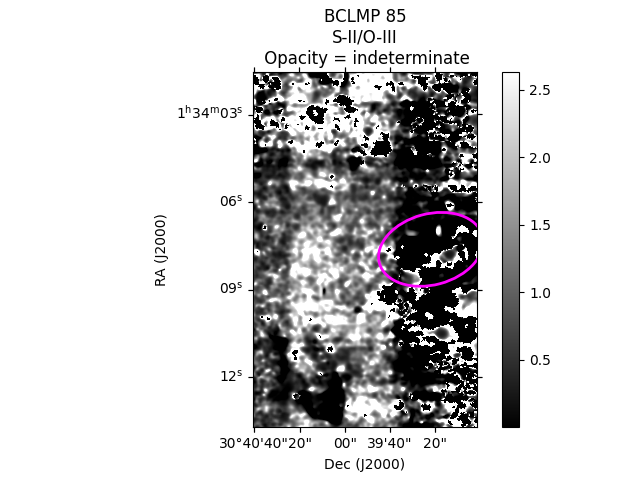 BCLMP 85
S-II/O-III
Opacity = indeterminate
1ʰ34ᵐ03ˢ
06ˢ
09ˢ
12ˢ
RA (J2000)
30°40'40"20" 00" 39'40" 20"
Dec (J2000)
2.5
2.0
1.5
1.0
0.5